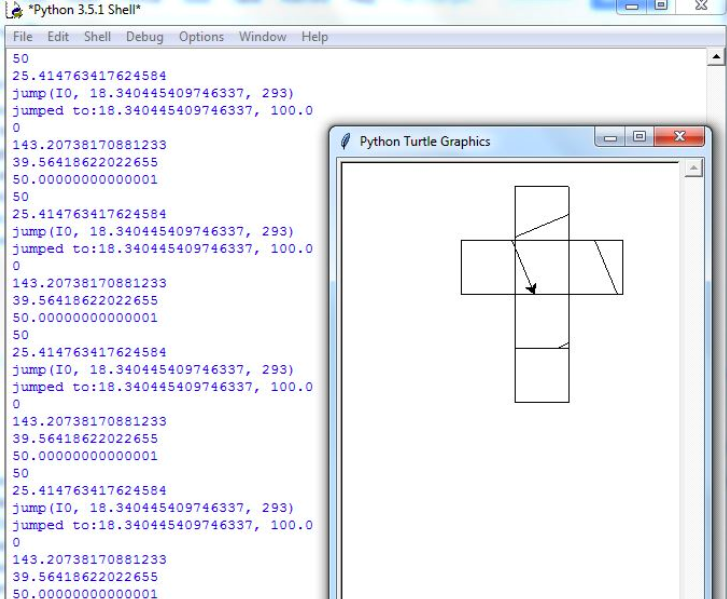 *Python 3.5.1 Shell*
File Edit Shell Debug Options Window Help
50
25.414763417624584
jump(I0, 18.340445409746337, 293)
jumped to:18.340445409746337, 100.0
0
143.20738170881233
39.56418622022655
50.00000000000001
50
25.414763417624584
jump(I0, 18.340445409746337, 293)
jumped to:18.340445409746337, 100.0
0
143.20738170881233
39.56418622022655
50.00000000000001
50
25.414763417624584
jump(I0, 18.340445409746337, 293)
jumped to:18.340445409746337, 100.0
0
143.20738170881233
39.56418622022655
50.00000000000001
50
25.414763417624584
jump(I0, 18.340445409746337, 293)
jumped to:18.340445409746337, 100.0
0
143.20738170881233
39.56418622022655
50.00000000000001
Python Turtle Graphics